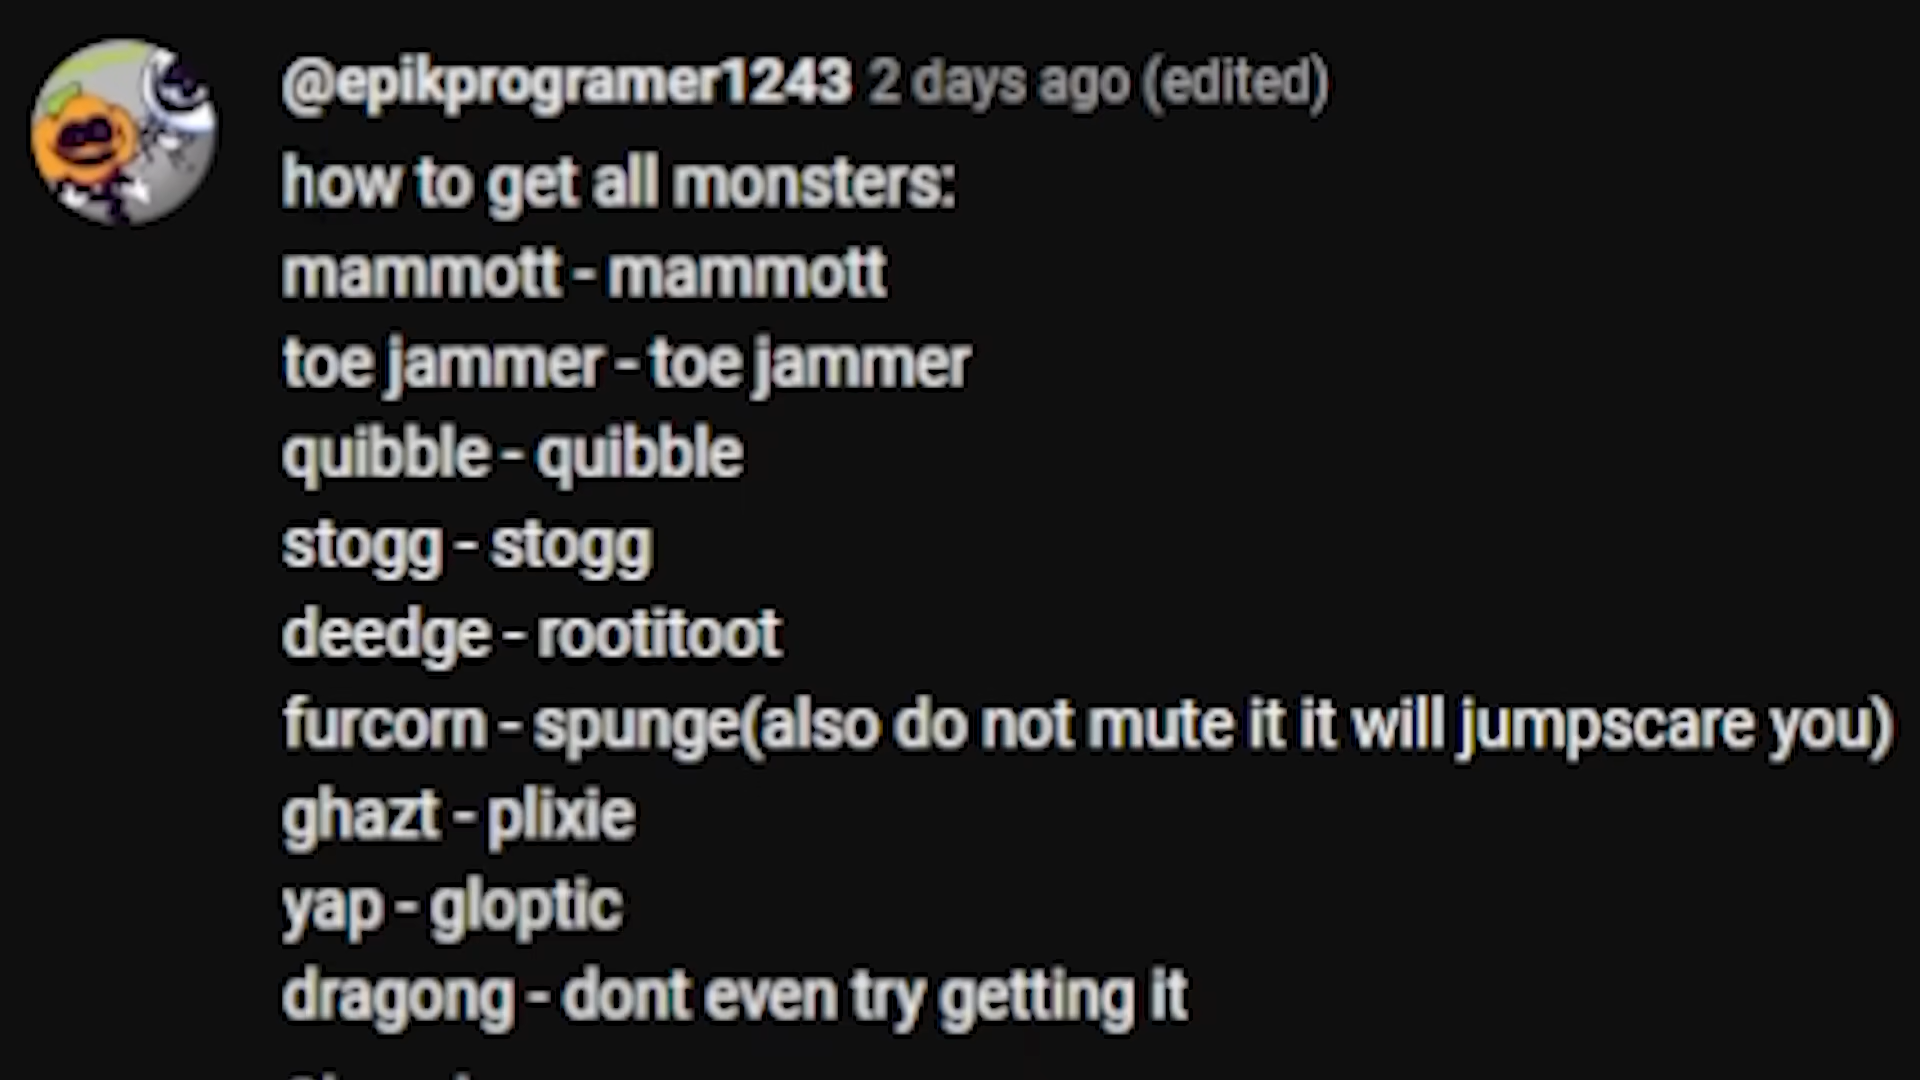 @epikprogramer1243 2 days ago (edited)
how to get all monsters:
mammott - mammott
toe jammer - toe jammer
quibble - quibble
stogg - stogg
deedge - rootitoot
furcorn - spunge(also do not mute it it will jumpscare you)
ghazt - plixie
yap - gloptic
dragong - dont even try getting it